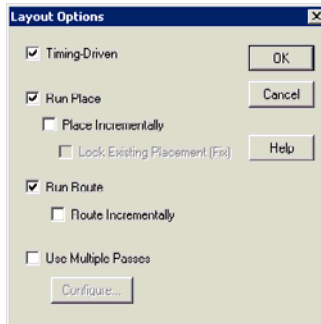 Layout Options
Timing-Driven
OK
Run Place
Cancel
Place Incrementally
Lock Existing Placement (Fix)
Help
Run Route
Route Incrementally
Use Multiple Passes
Configure...